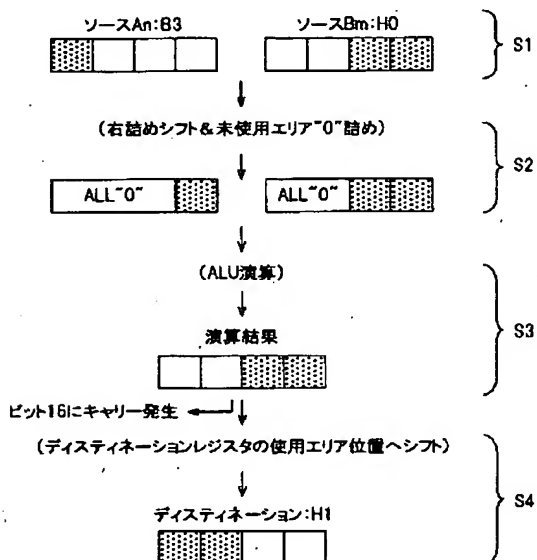 ソースAn:B3
ソースBm:H0
S1
(右詰めシフト&未使用エリア"0"詰め)
S2
ALL"0"
ALL"0"
(ALU演算)
演算結果
S3
ビット16にキャリー発生
(ディスティネーションレジスタの使用エリア位置へシフト)
S4
ディスティネーション:H1